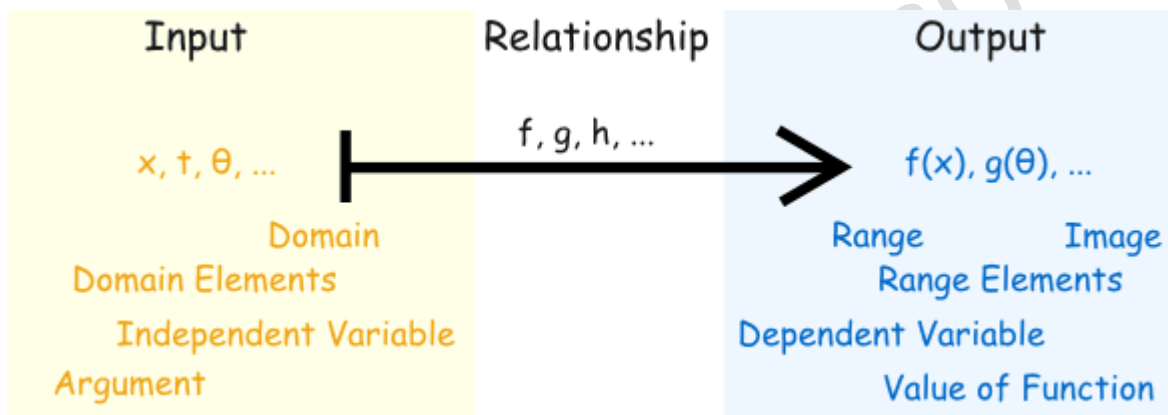 Input Relationship Output
f, g, h, ...
x, t, θ, ... f(x), g(θ), ...
Domain Range Image
Domain Elements Range Elements
Independent Variable Dependent Variable
Argument Value of Function